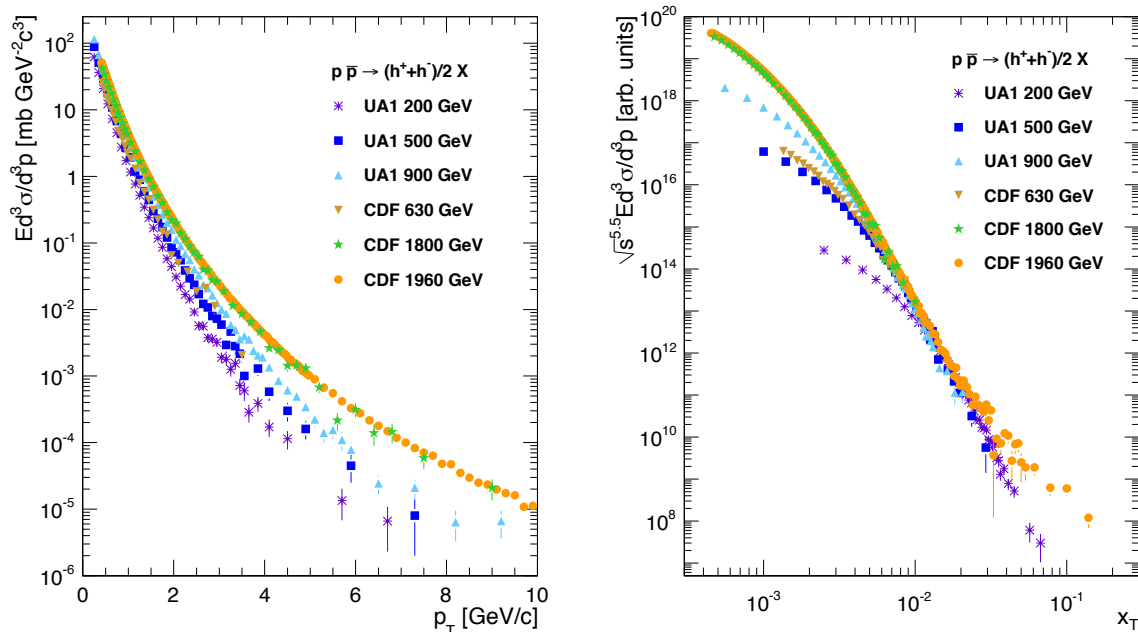 Ed³σ/d³p [mb GeV⁻²c³]
10²
10
1
10⁻¹
10⁻²
10⁻³
10⁻⁴
10⁻⁵
10⁻⁶
p p̅ → (h⁺+h⁻)/2 X
UA1 200 GeV
UA1 500 GeV
UA1 900 GeV
CDF 630 GeV
CDF 1800 GeV
CDF 1960 GeV
0 2 4 6 8 10
p_T [GeV/c]
√s^5.5 Ed³σ/d³p [arb. units]
10²⁰
10¹⁸
10¹⁶
10¹⁴
10¹²
10¹⁰
10⁸
p p̅ → (h⁺+h⁻)/2 X
UA1 200 GeV
UA1 500 GeV
UA1 900 GeV
CDF 630 GeV
CDF 1800 GeV
CDF 1960 GeV
10⁻³ 10⁻² 10⁻¹
x_T